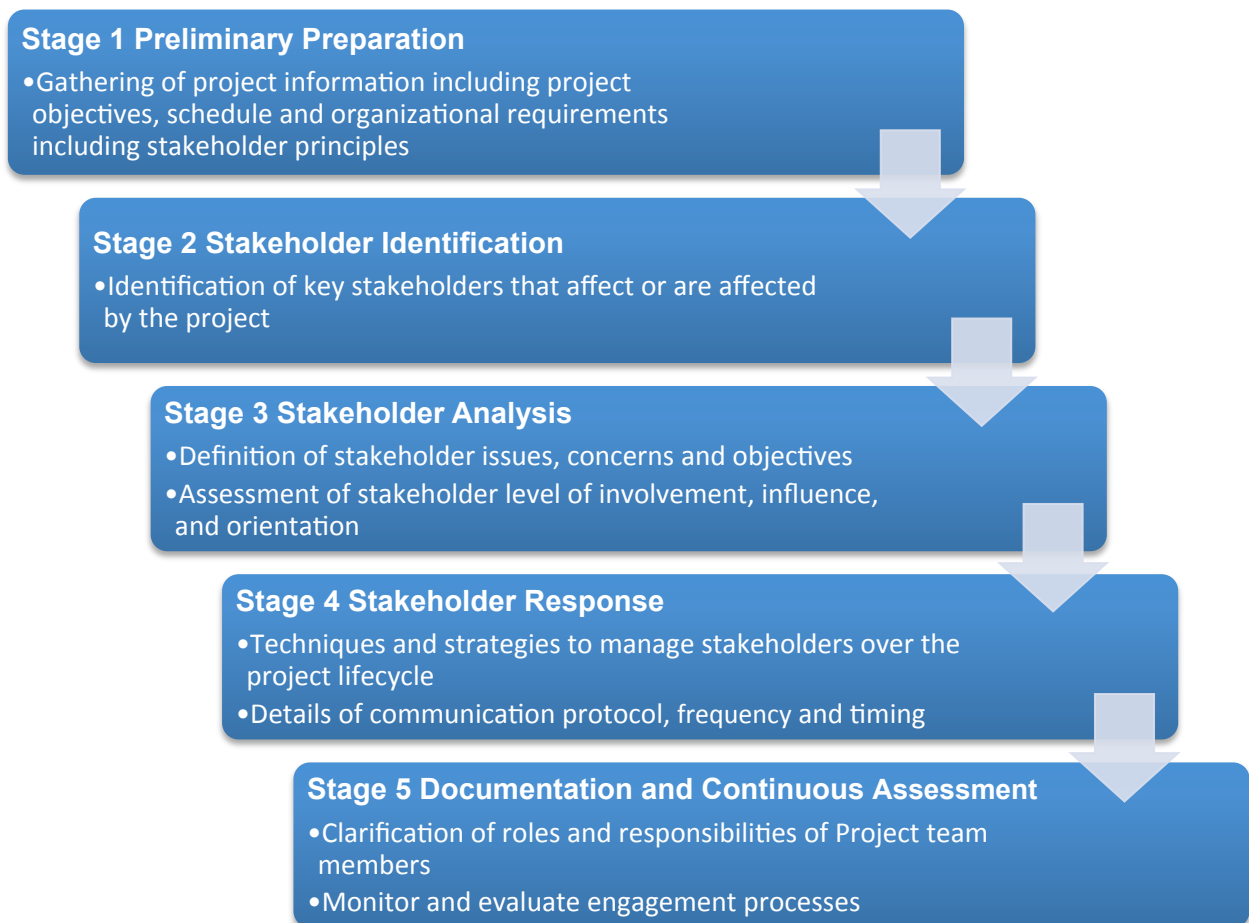 Stage 1 Preliminary Preparation
•Gathering of project information including project
objectives, schedule and organizational requirements
including stakeholder principles
Stage 2 Stakeholder Identification
•Identification of key stakeholders that affect or are affected
by the project
Stage 3 Stakeholder Analysis
•Definition of stakeholder issues, concerns and objectives
•Assessment of stakeholder level of involvement, influence,
and orientation
Stage 4 Stakeholder Response
•Techniques and strategies to manage stakeholders over the
project lifecycle
•Details of communication protocol, frequency and timing
Stage 5 Documentation and Continuous Assessment
•Clarification of roles and responsibilities of Project team
members
•Monitor and evaluate engagement processes